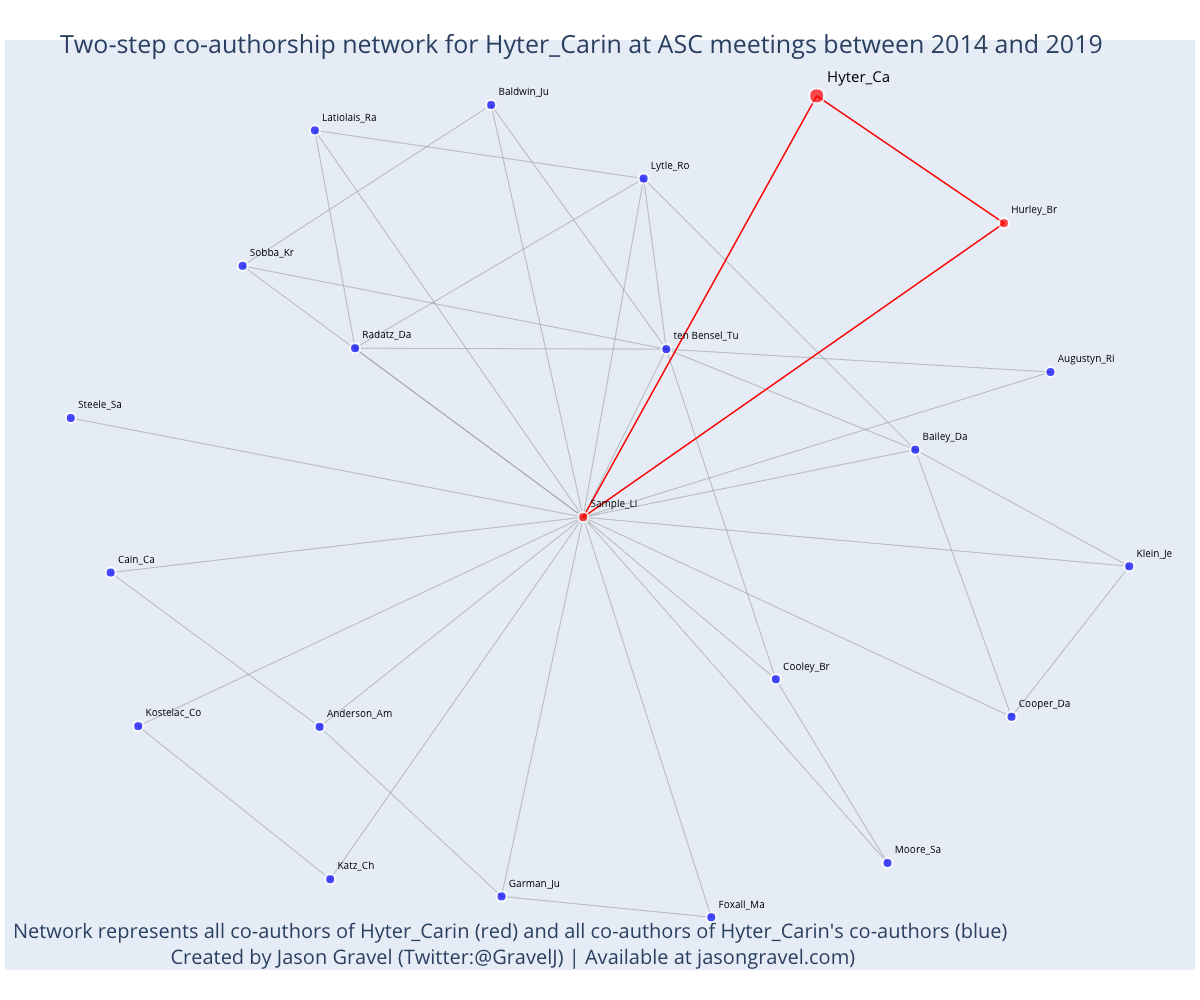 Two-step co-authorship network for Hyter_Carin at ASC meetings between 2014 and 2019
Hyter_Ca
Baldwin_Ju
Latiolais_Ra
Lytle_Ro
Hurley_Br
Sobba_Kr
Radatz_Da
ten Bensel_Tu
Augustyn_Ri
Steele_Sa
Bailey_Da
Sample_Li
Klein_Je
Cain_Ca
Cooley_Br
Cooper_Da
Kostelac_Co
Anderson_Am
Moore_Sa
Katz_Ch
Garman_Ju
Foxall_Ma
Network represents all co-authors of Hyter_Carin (red) and all co-authors of Hyter_Carin's co-authors (blue)
Created by Jason Gravel (Twitter:@GravelJ) | Available at jasongravel.com)